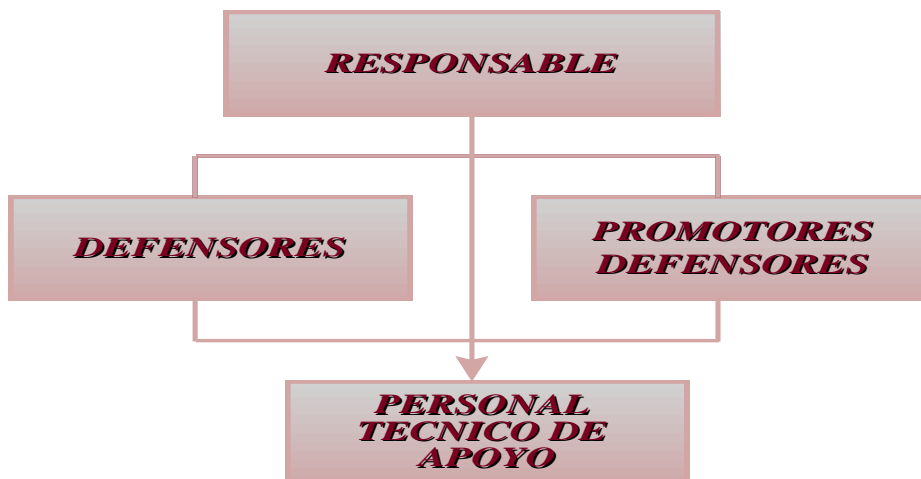 RESPONSABLE
DEFENSORES
PROMOTORES
DEFENSORES
PERSONAL
TECNICO DE
APOYO